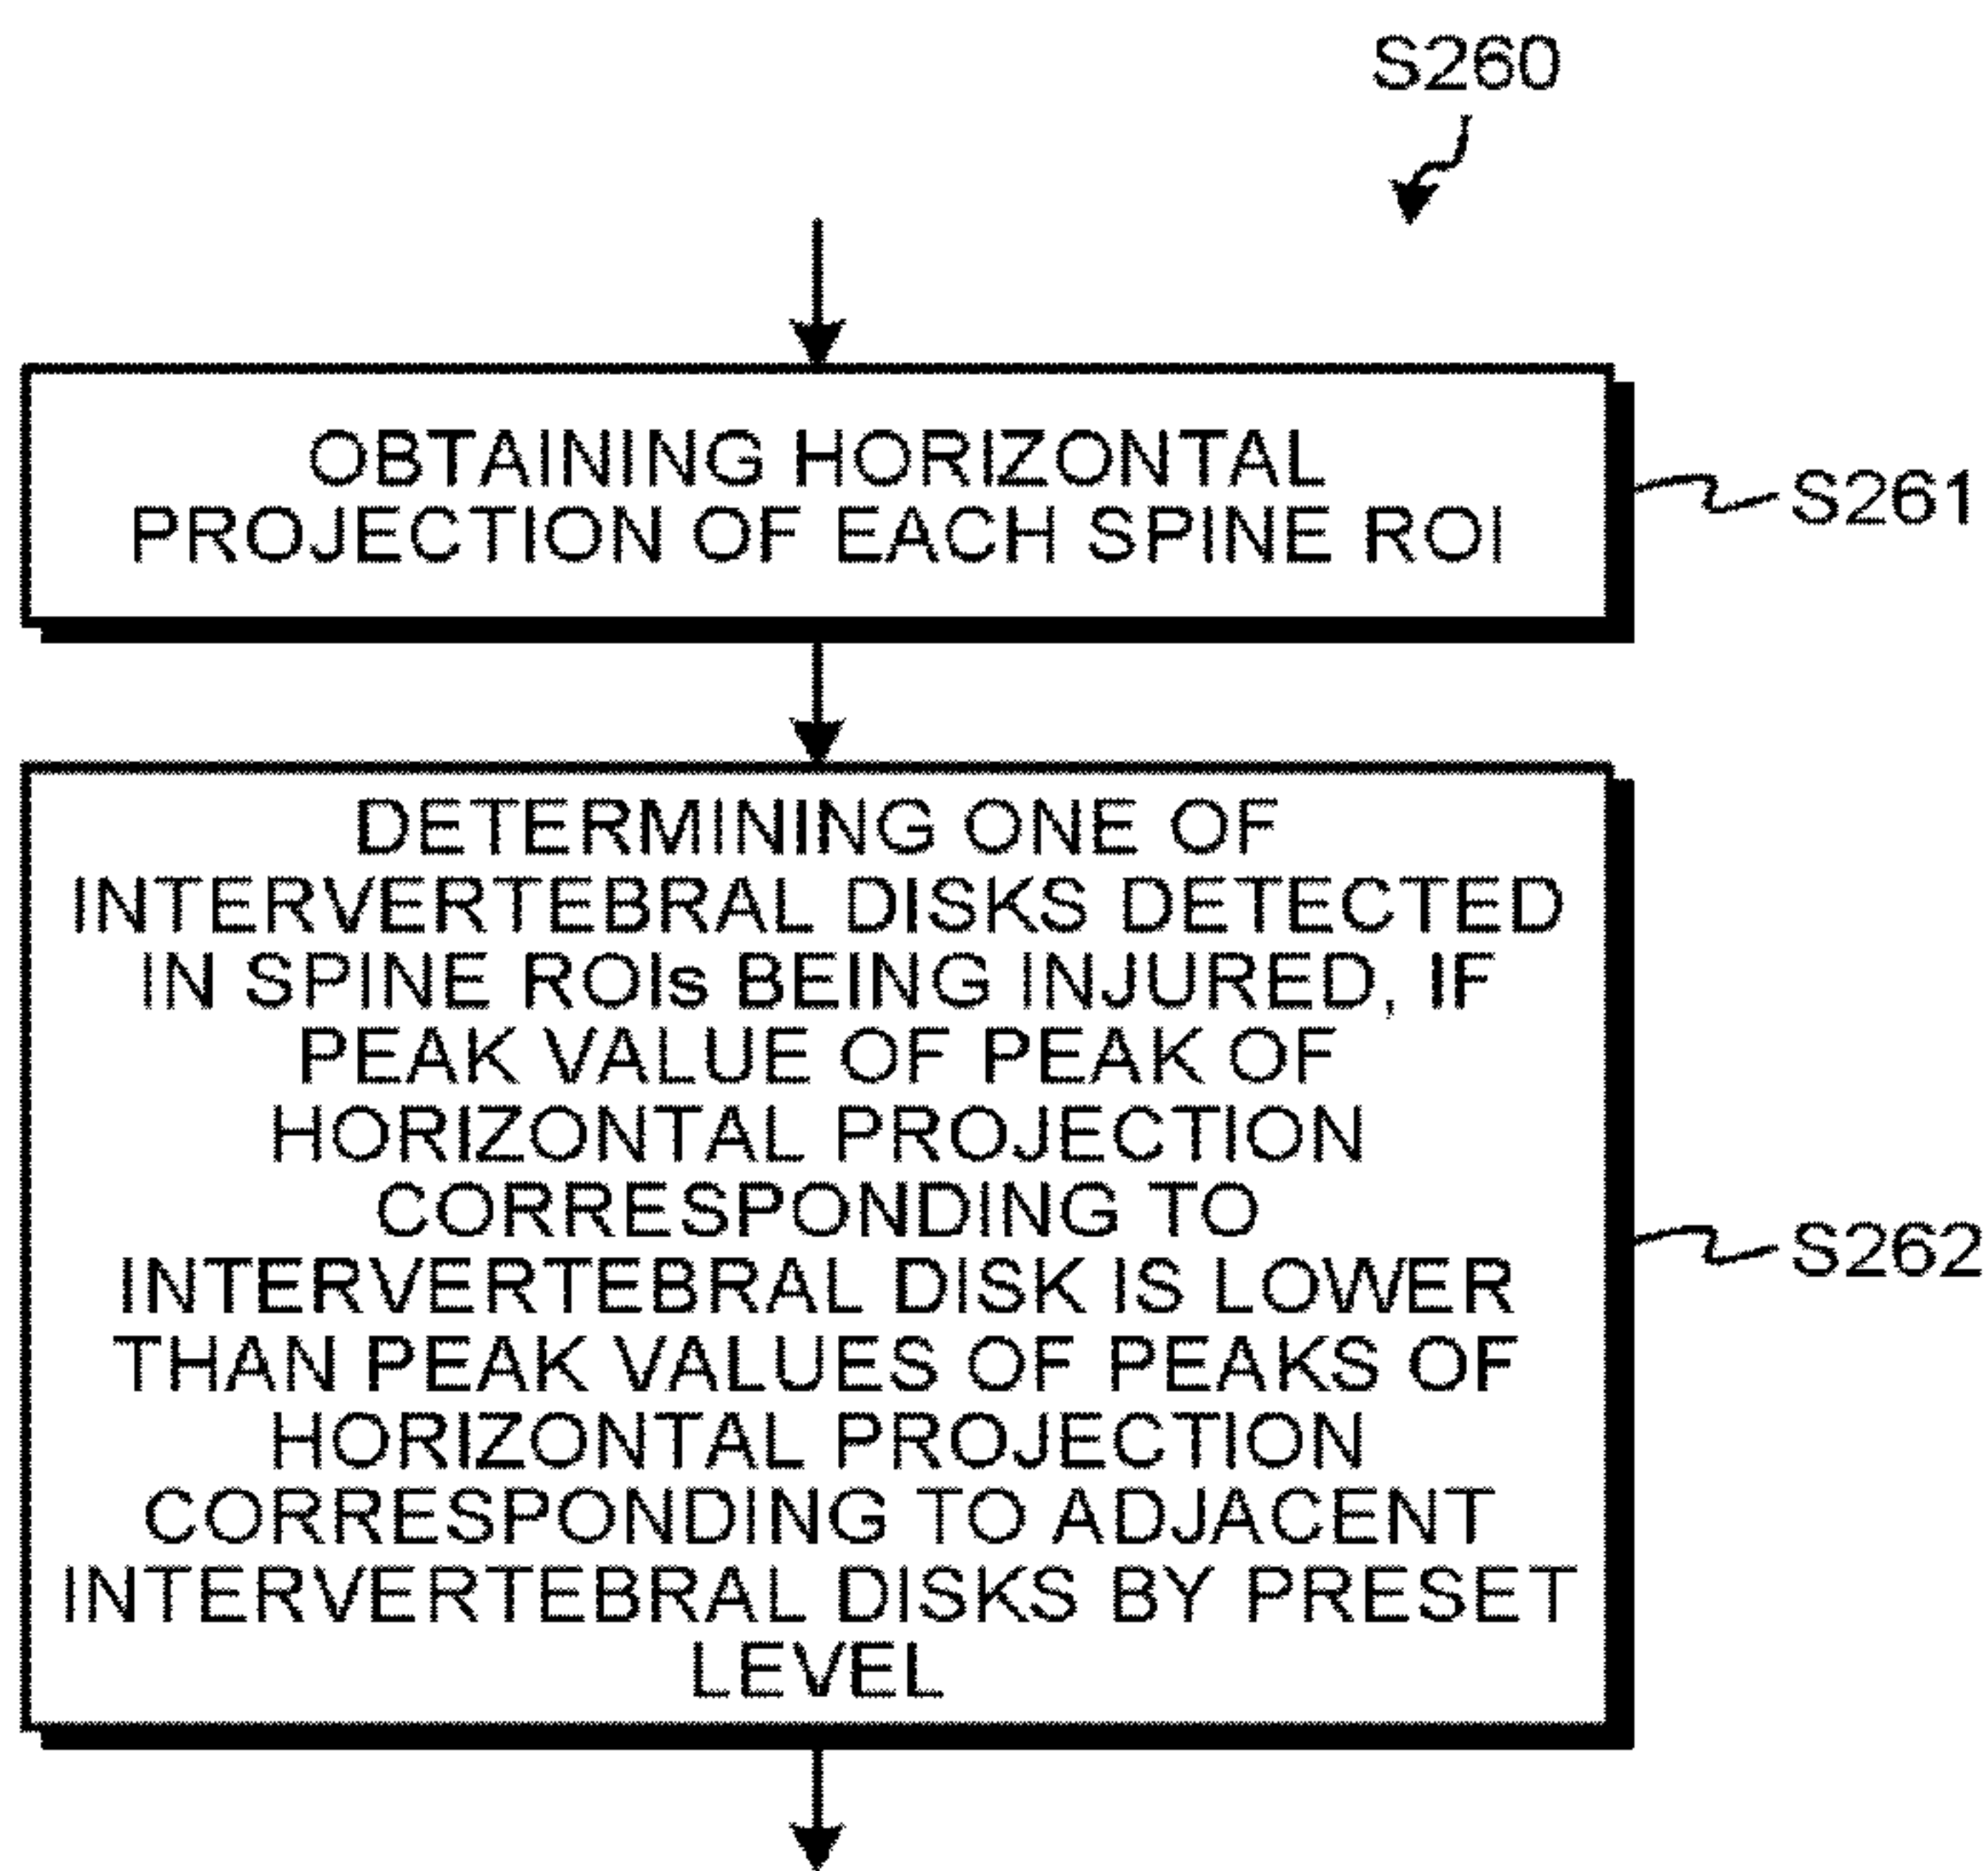 S260
OBTAINING HORIZONTAL
PROJECTION OF EACH SPINE ROI
S261
DETERMINING ONE OF
INTERVERTEBRAL DISKS DETECTED
IN SPINE ROIs BEING INJURED, IF
PEAK VALUE OF PEAK OF
HORIZONTAL PROJECTION
CORRESPONDING TO
INTERVERTEBRAL DISK IS LOWER
THAN PEAK VALUES OF PEAKS OF
HORIZONTAL PROJECTION
CORRESPONDING TO ADJACENT
INTERVERTEBRAL DISKS BY PRESET
LEVEL
S262